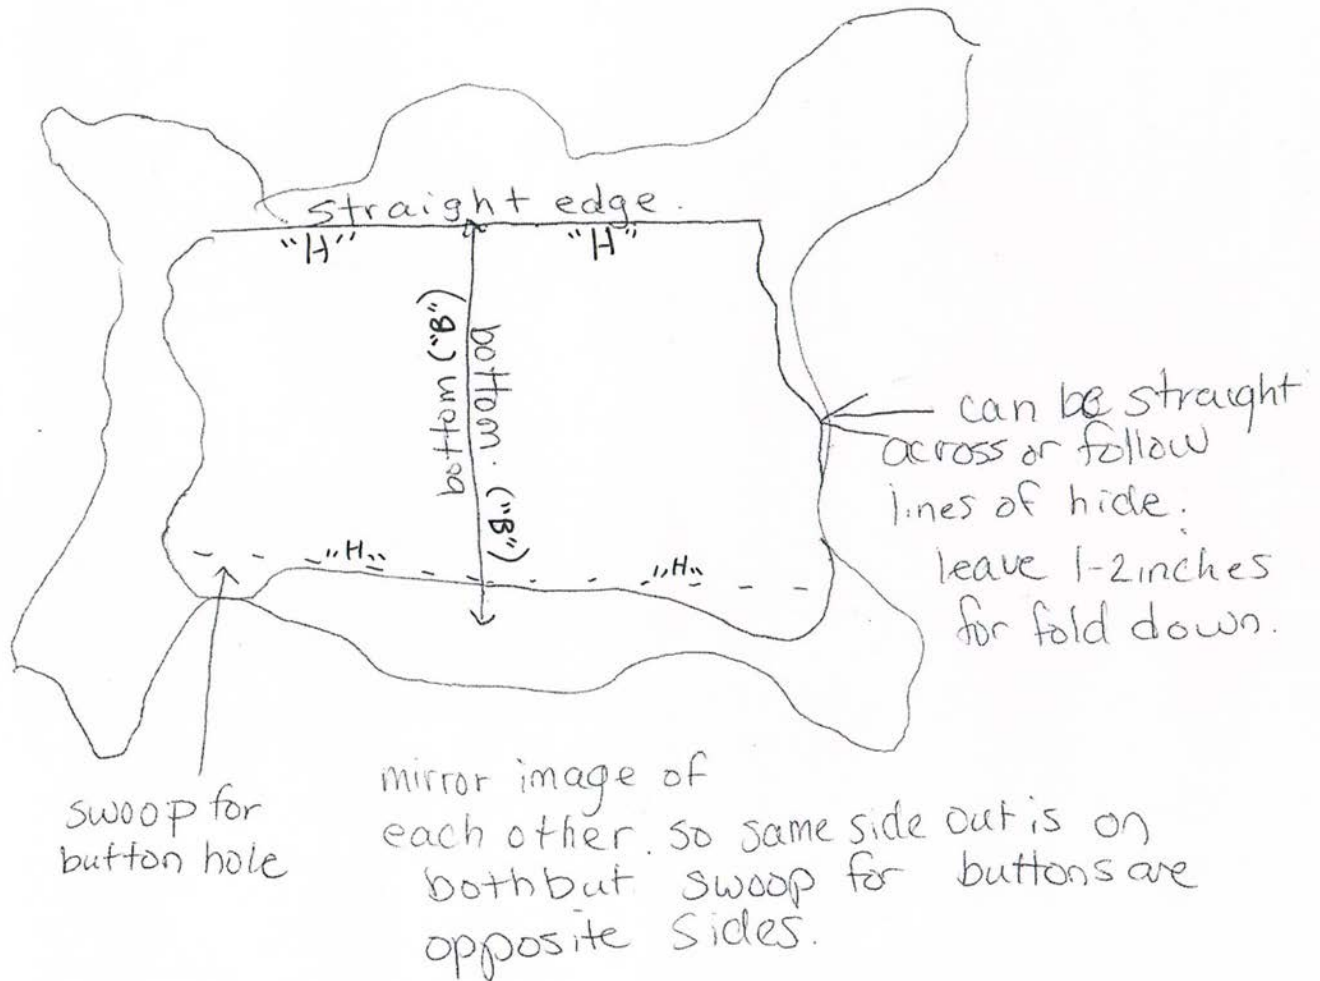 straight edge.
"H" "H"
bottom. ("B")
bottom ("B")
can be straight
across or follow
lines of hide.
leave 1-2 inches
for fold down.
"H" "H"
swoop for
button hole
mirror image of
each other. so same side out is on
both but swoop for buttons are
opposite sides.